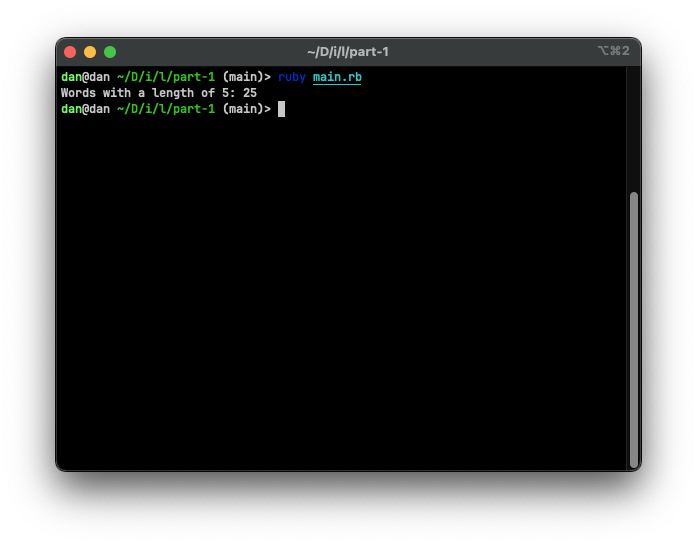 ~/D/i/l/part-1
⌥⌘2
dan@dan ~/D/i/l/part-1 (main)> ruby main.rb
Words with a length of 5: 25
dan@dan ~/D/i/l/part-1 (main)>